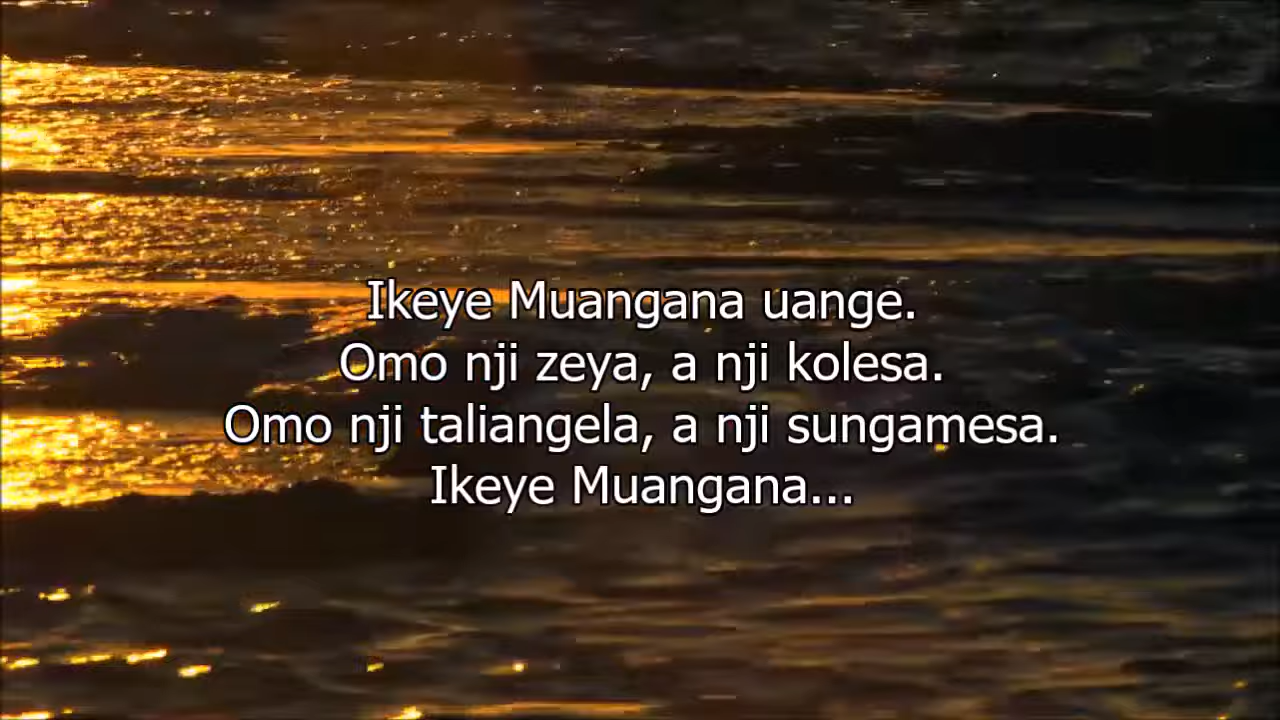 Ikeye Muangana uange.
Omo nji zeya, a nji kolesa.
Omo nji taliangela, a nji sungamesa.
Ikeye Muangana...